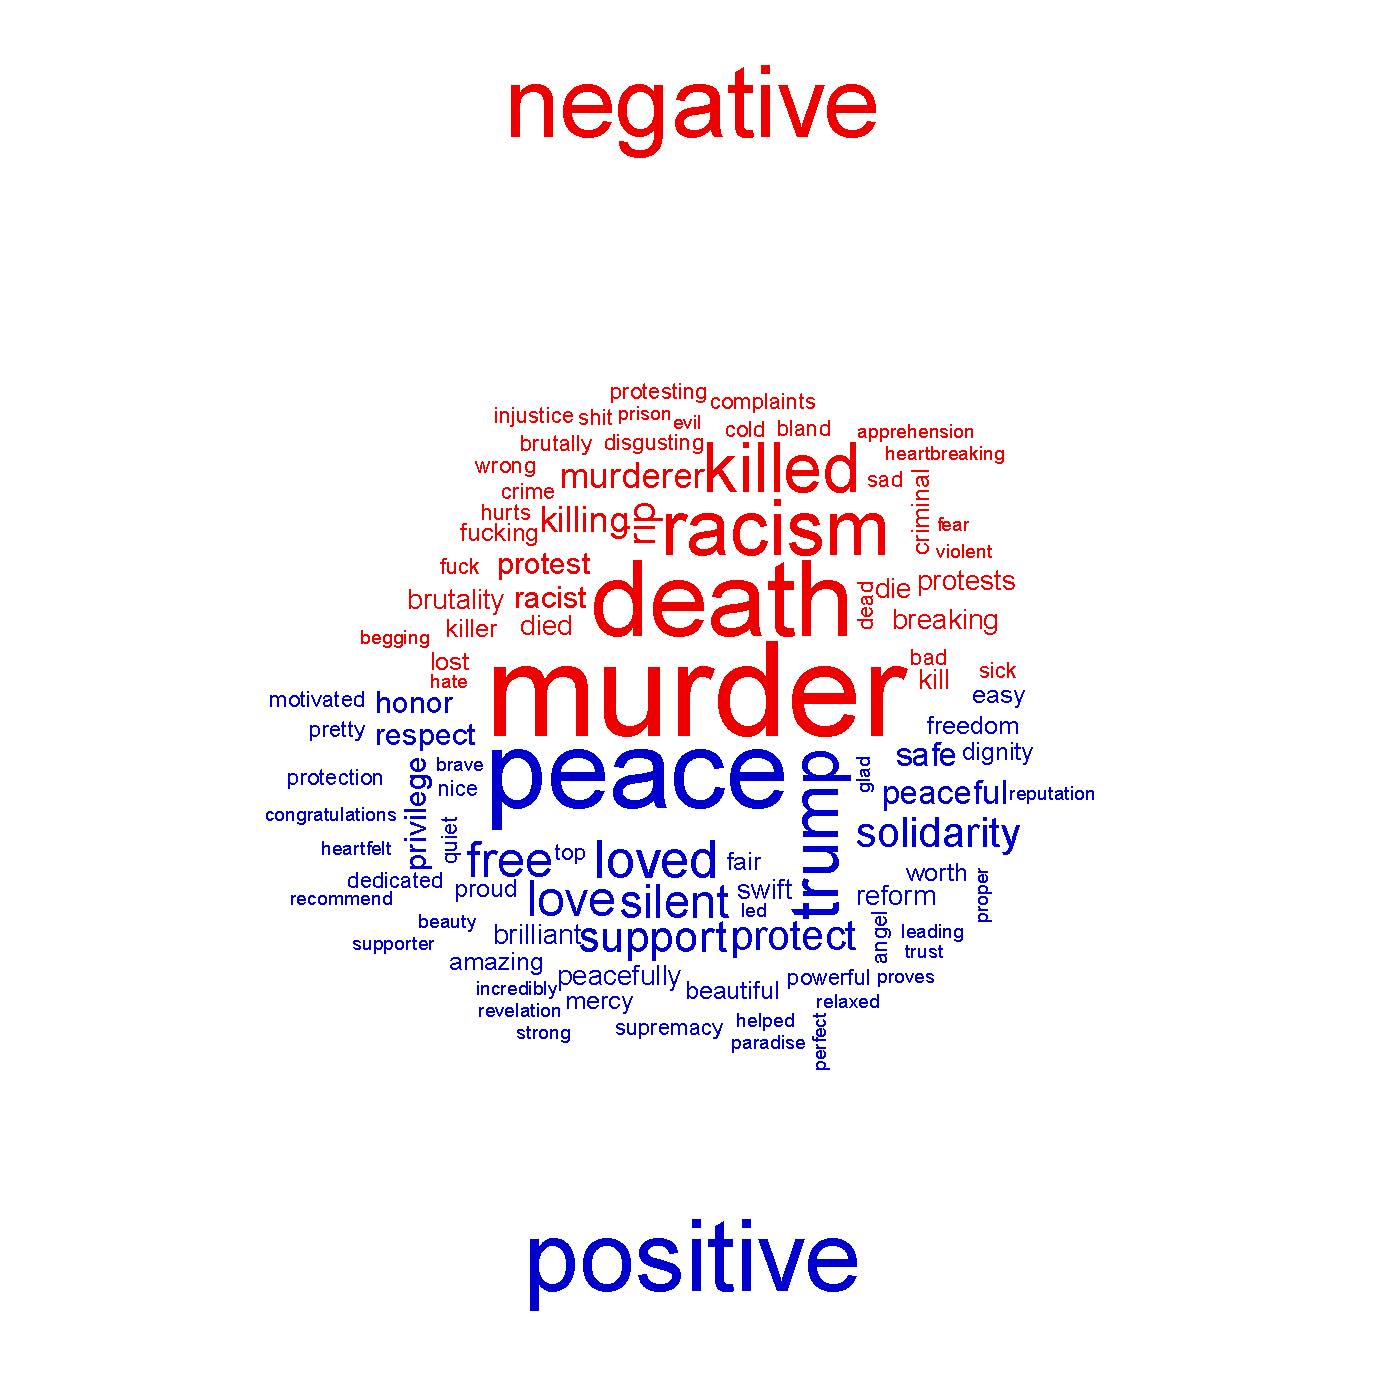 negative
protesting complaints
injustice shit prison evil cold bland apprehension
brutally disgusting heartbreaking
wrong murderer killed sad criminal
crime
hurts killing rip racism fear
fucking violent
fuck protest death dead die protests
brutality racist breaking
begging killer died
lost murder bad sick
hate kill
motivated honor easy
pretty respect peace trump glad safe freedom dignity
protection privilege brave nice peaceful reputation
congratulations quiet solidarity
heartfelt free top loved fair
dedicated proud love silent swift reform worth proper
recommend led
beauty brilliant support protect angel leading
supporter trust
amazing peacefully beautiful powerful proves
incredibly mercy relaxed
revelation
strong supremacy helped perfect
paradise
positive